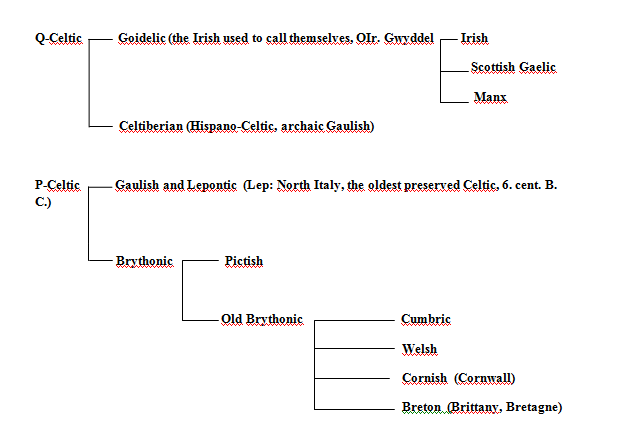 Q-Celtic Goidelic (the Irish used to call themselves, OIr. Gwyddel Irish
Scottish Gaelic
Manx
Celtiberian (Hispano-Celtic, archaic Gaulish)
P-Celtic Gaulish and Lepontic (Lep: North Italy, the oldest preserved Celtic, 6. cent. B.
C.)
Brythonic Pictish
Old Brythonic Cumbric
Welsh
Cornish (Cornwall)
Breton (Brittany, Bretagne)